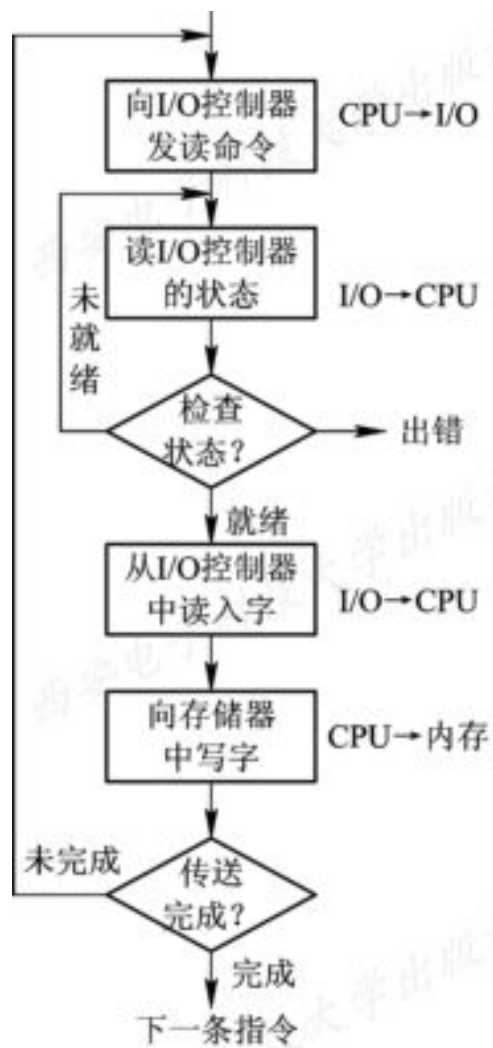 向I/O控制器
发读命令
CPU→I/O
读I/O控制器
的状态
I/O→CPU
未
就
绪
检查
状态？
出错
就绪
从I/O控制器
中读入字
I/O→CPU
向存储器
中写字
CPU→内存
未完成
传送
完成？
完成
下一条指令